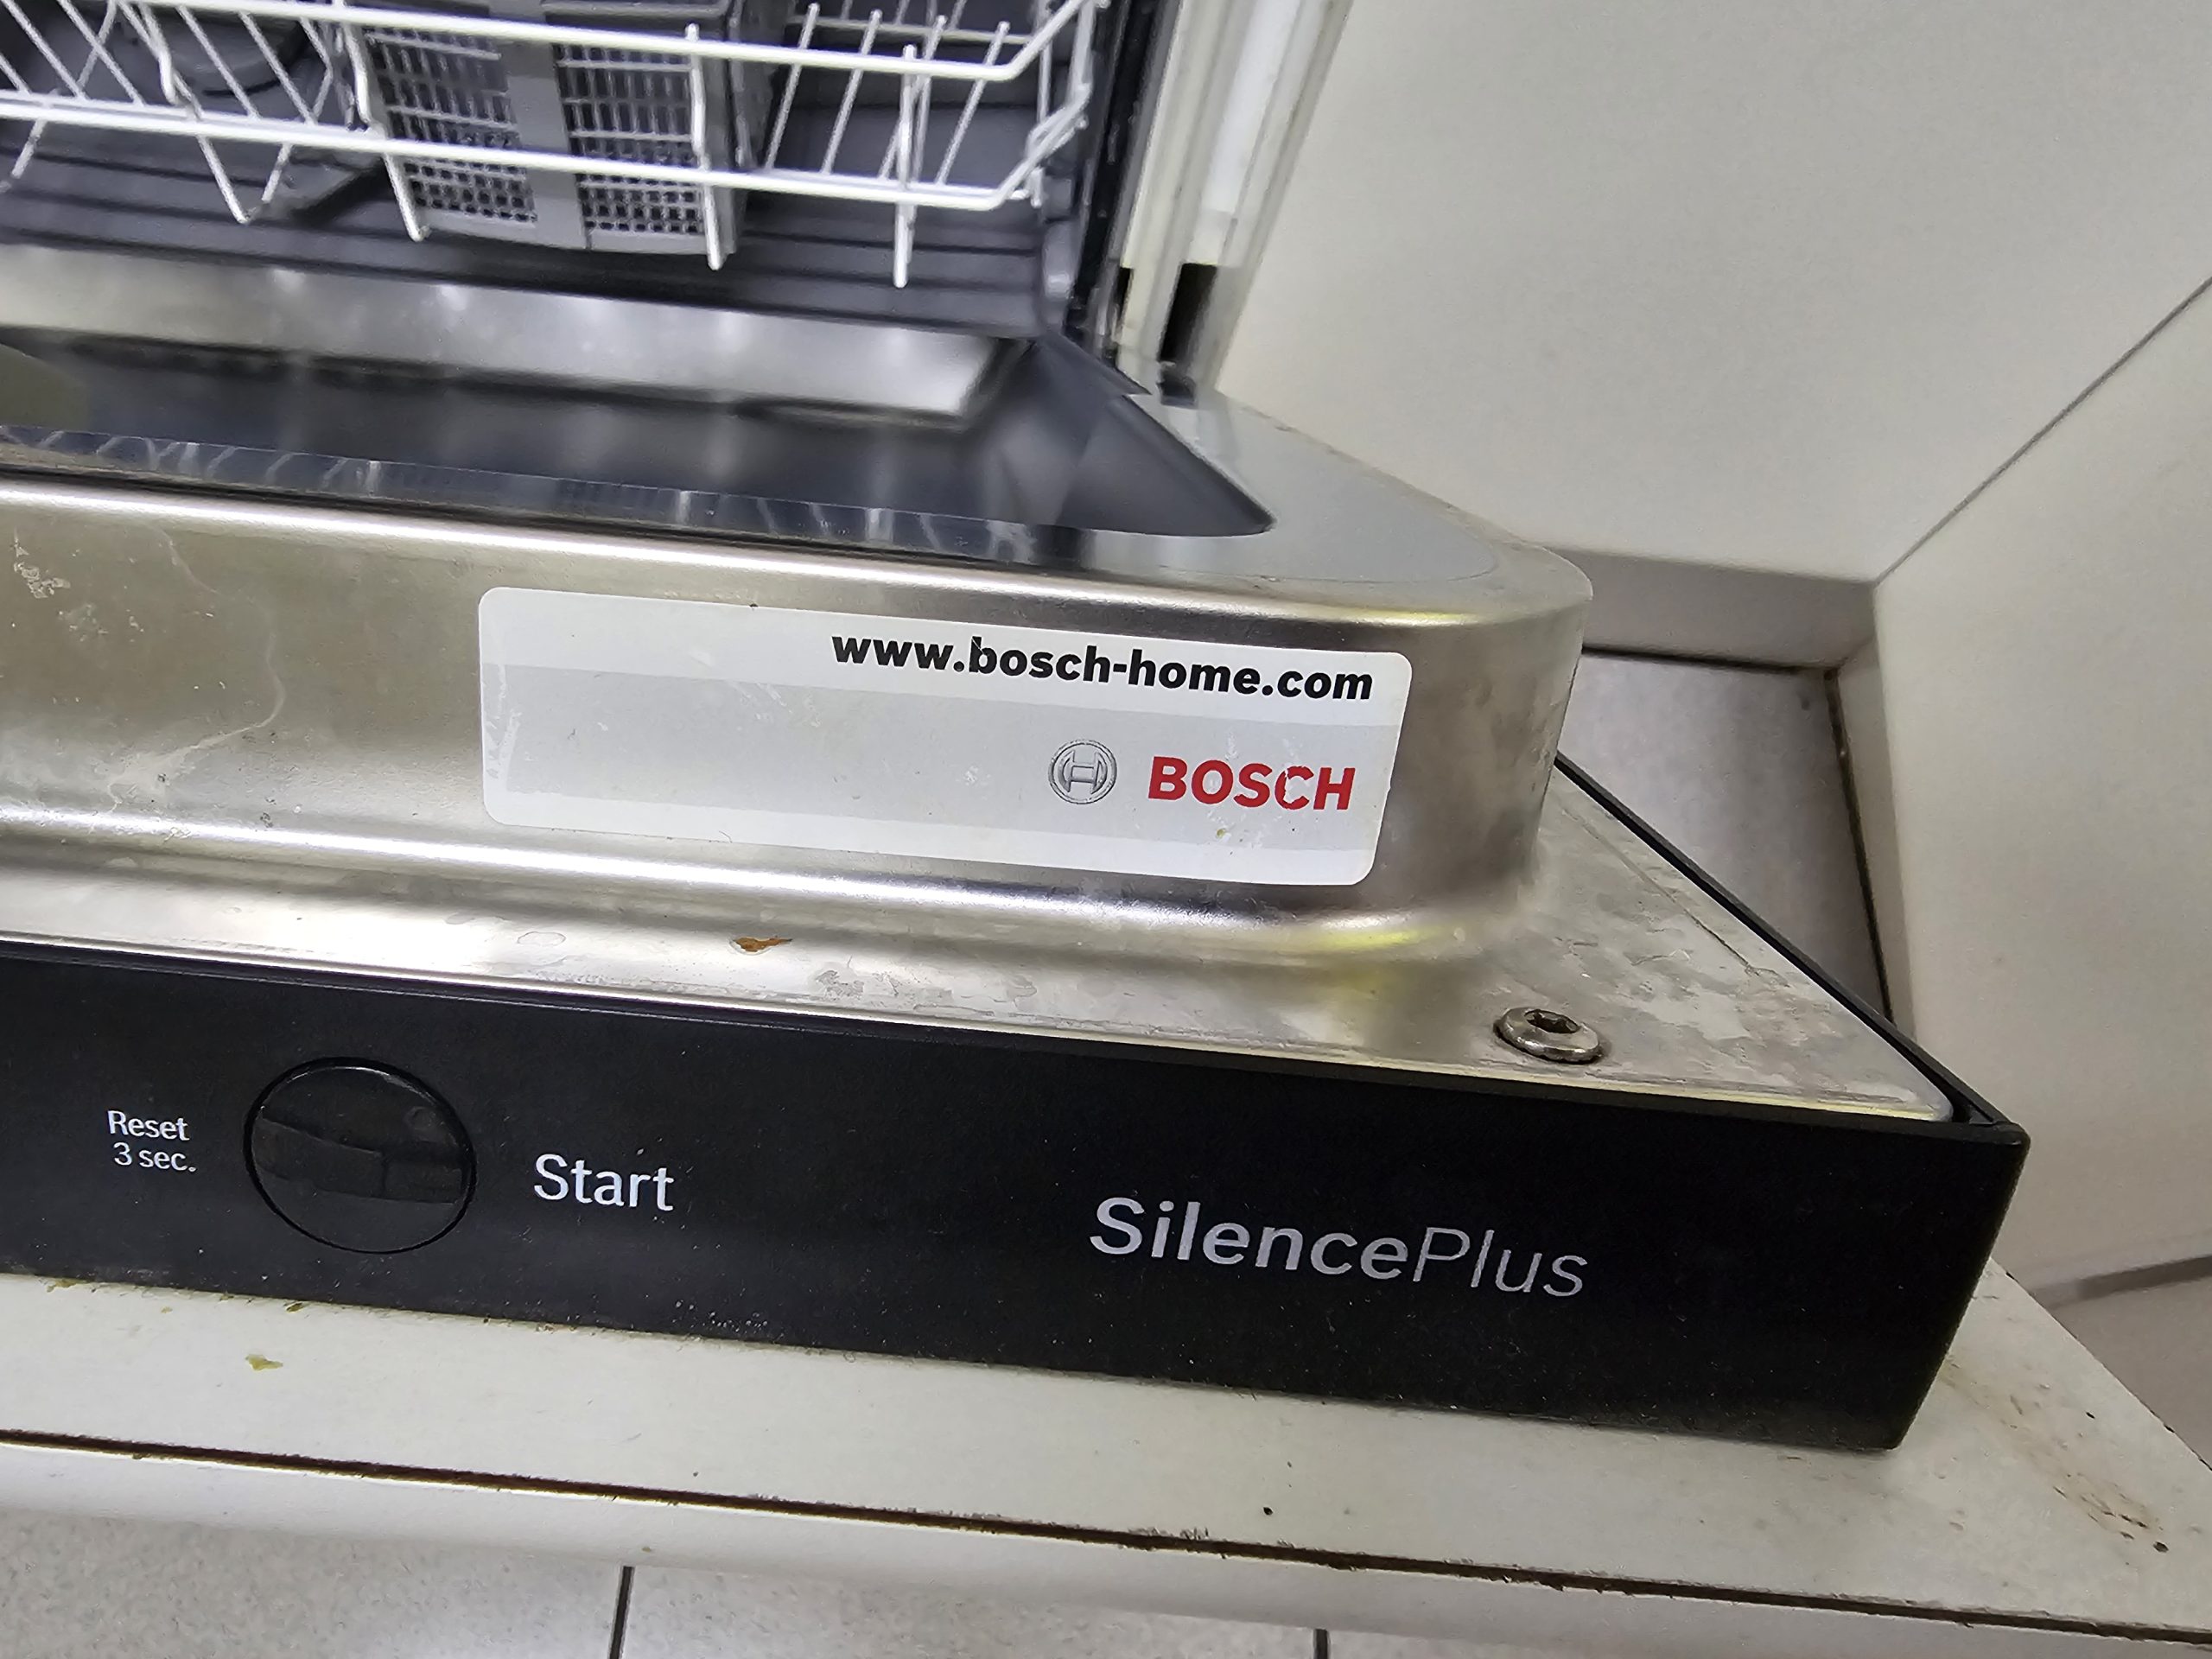 www.bosch-home.com
BOSCH
Reset
3 sec.
Start
SilencePlus